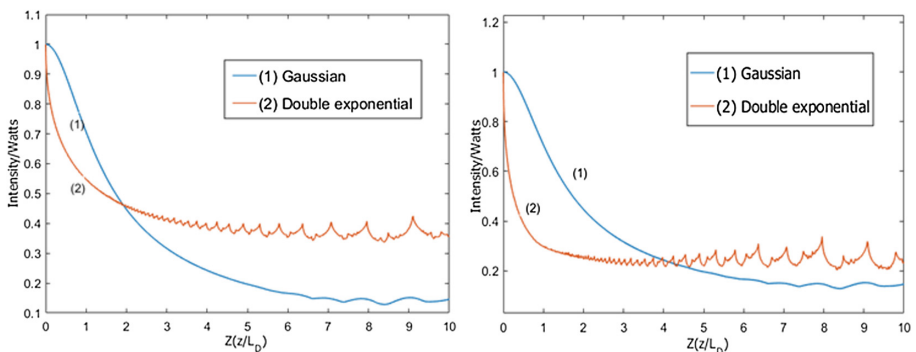 1.1
1
0.9
0.8
0.7
0.6
0.5
0.4
0.3
0.2
0.1
Intensity/Watts
0 1 2 3 4 5 6 7 8 9 10
Z(z/L_D)
(1) Gaussian
(2) Double exponential
(1)
(2)
1.2
1
0.8
0.6
0.4
0.2
Intensity/Watts
0 1 2 3 4 5 6 7 8 9 10
Z(z/L_D)
(1) Gaussian
(2) Double exponential
(1)
(2)